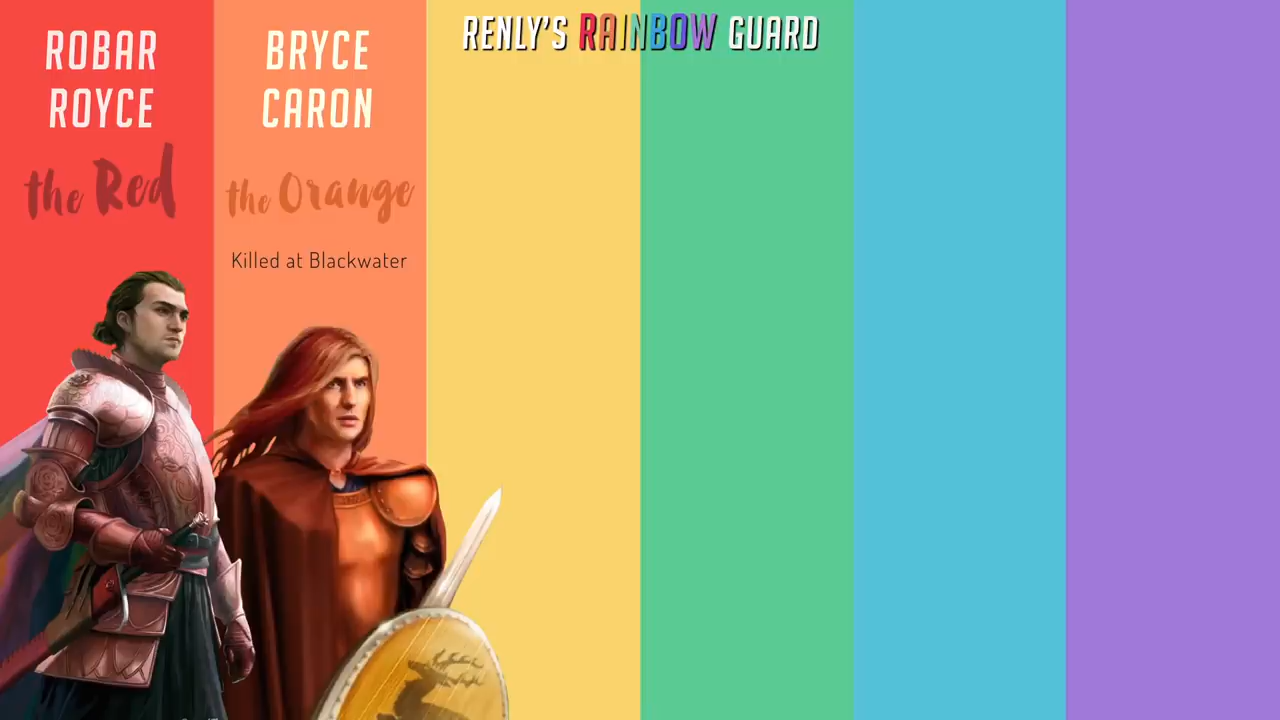 RENLY'S RAINBOW GUARD
ROBAR
ROYCE
the Red
BRYCE
CARON
the Orange
Killed at Blackwater